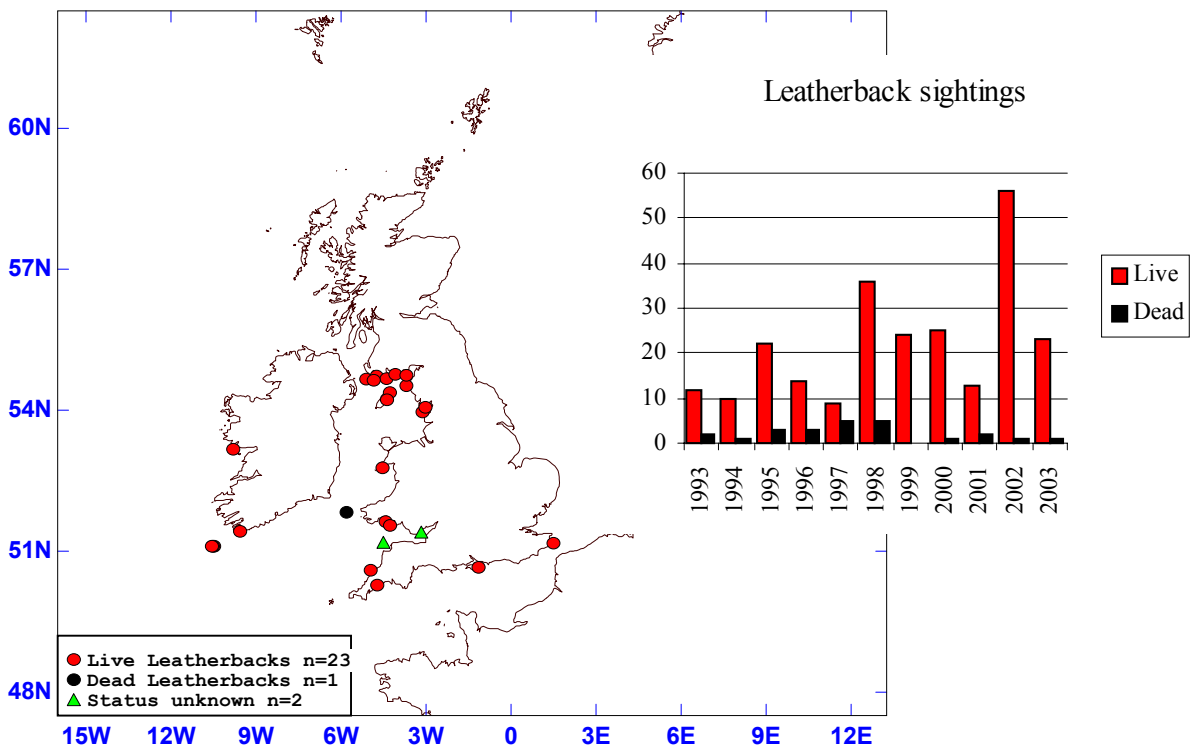 Leatherback sightings
60
50
40
30
20
10
0
1993 1994 1995 1996 1997 1998 1999 2000 2001 2002 2003
Live
Dead
60N
57N
54N
51N
48N
Live Leatherbacks n=23
Dead Leatherbacks n=1
Status unknown n=2
15W 12W 9W 6W 3W 0 3E 6E 9E 12E